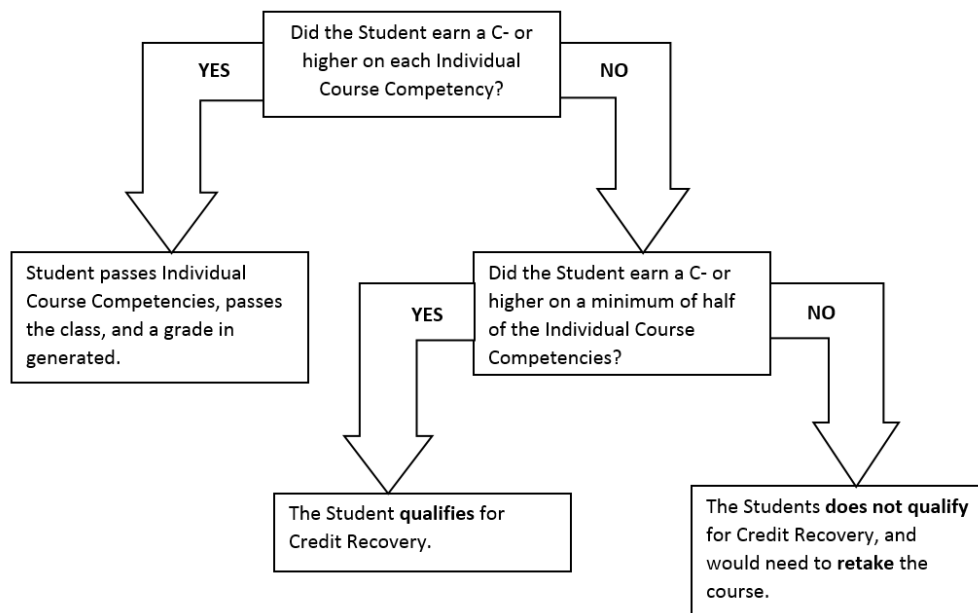 Did the Student earn a C- or
higher on each Individual
Course Competency?
YES
NO
Student passes Individual
Course Competencies, passes
the class, and a grade in
generated.
Did the Student earn a C- or
higher on a minimum of half
of the Individual Course
Competencies?
YES
NO
The Student qualifies for
Credit Recovery.
The Students does not qualify
for Credit Recovery, and
would need to retake the
course.